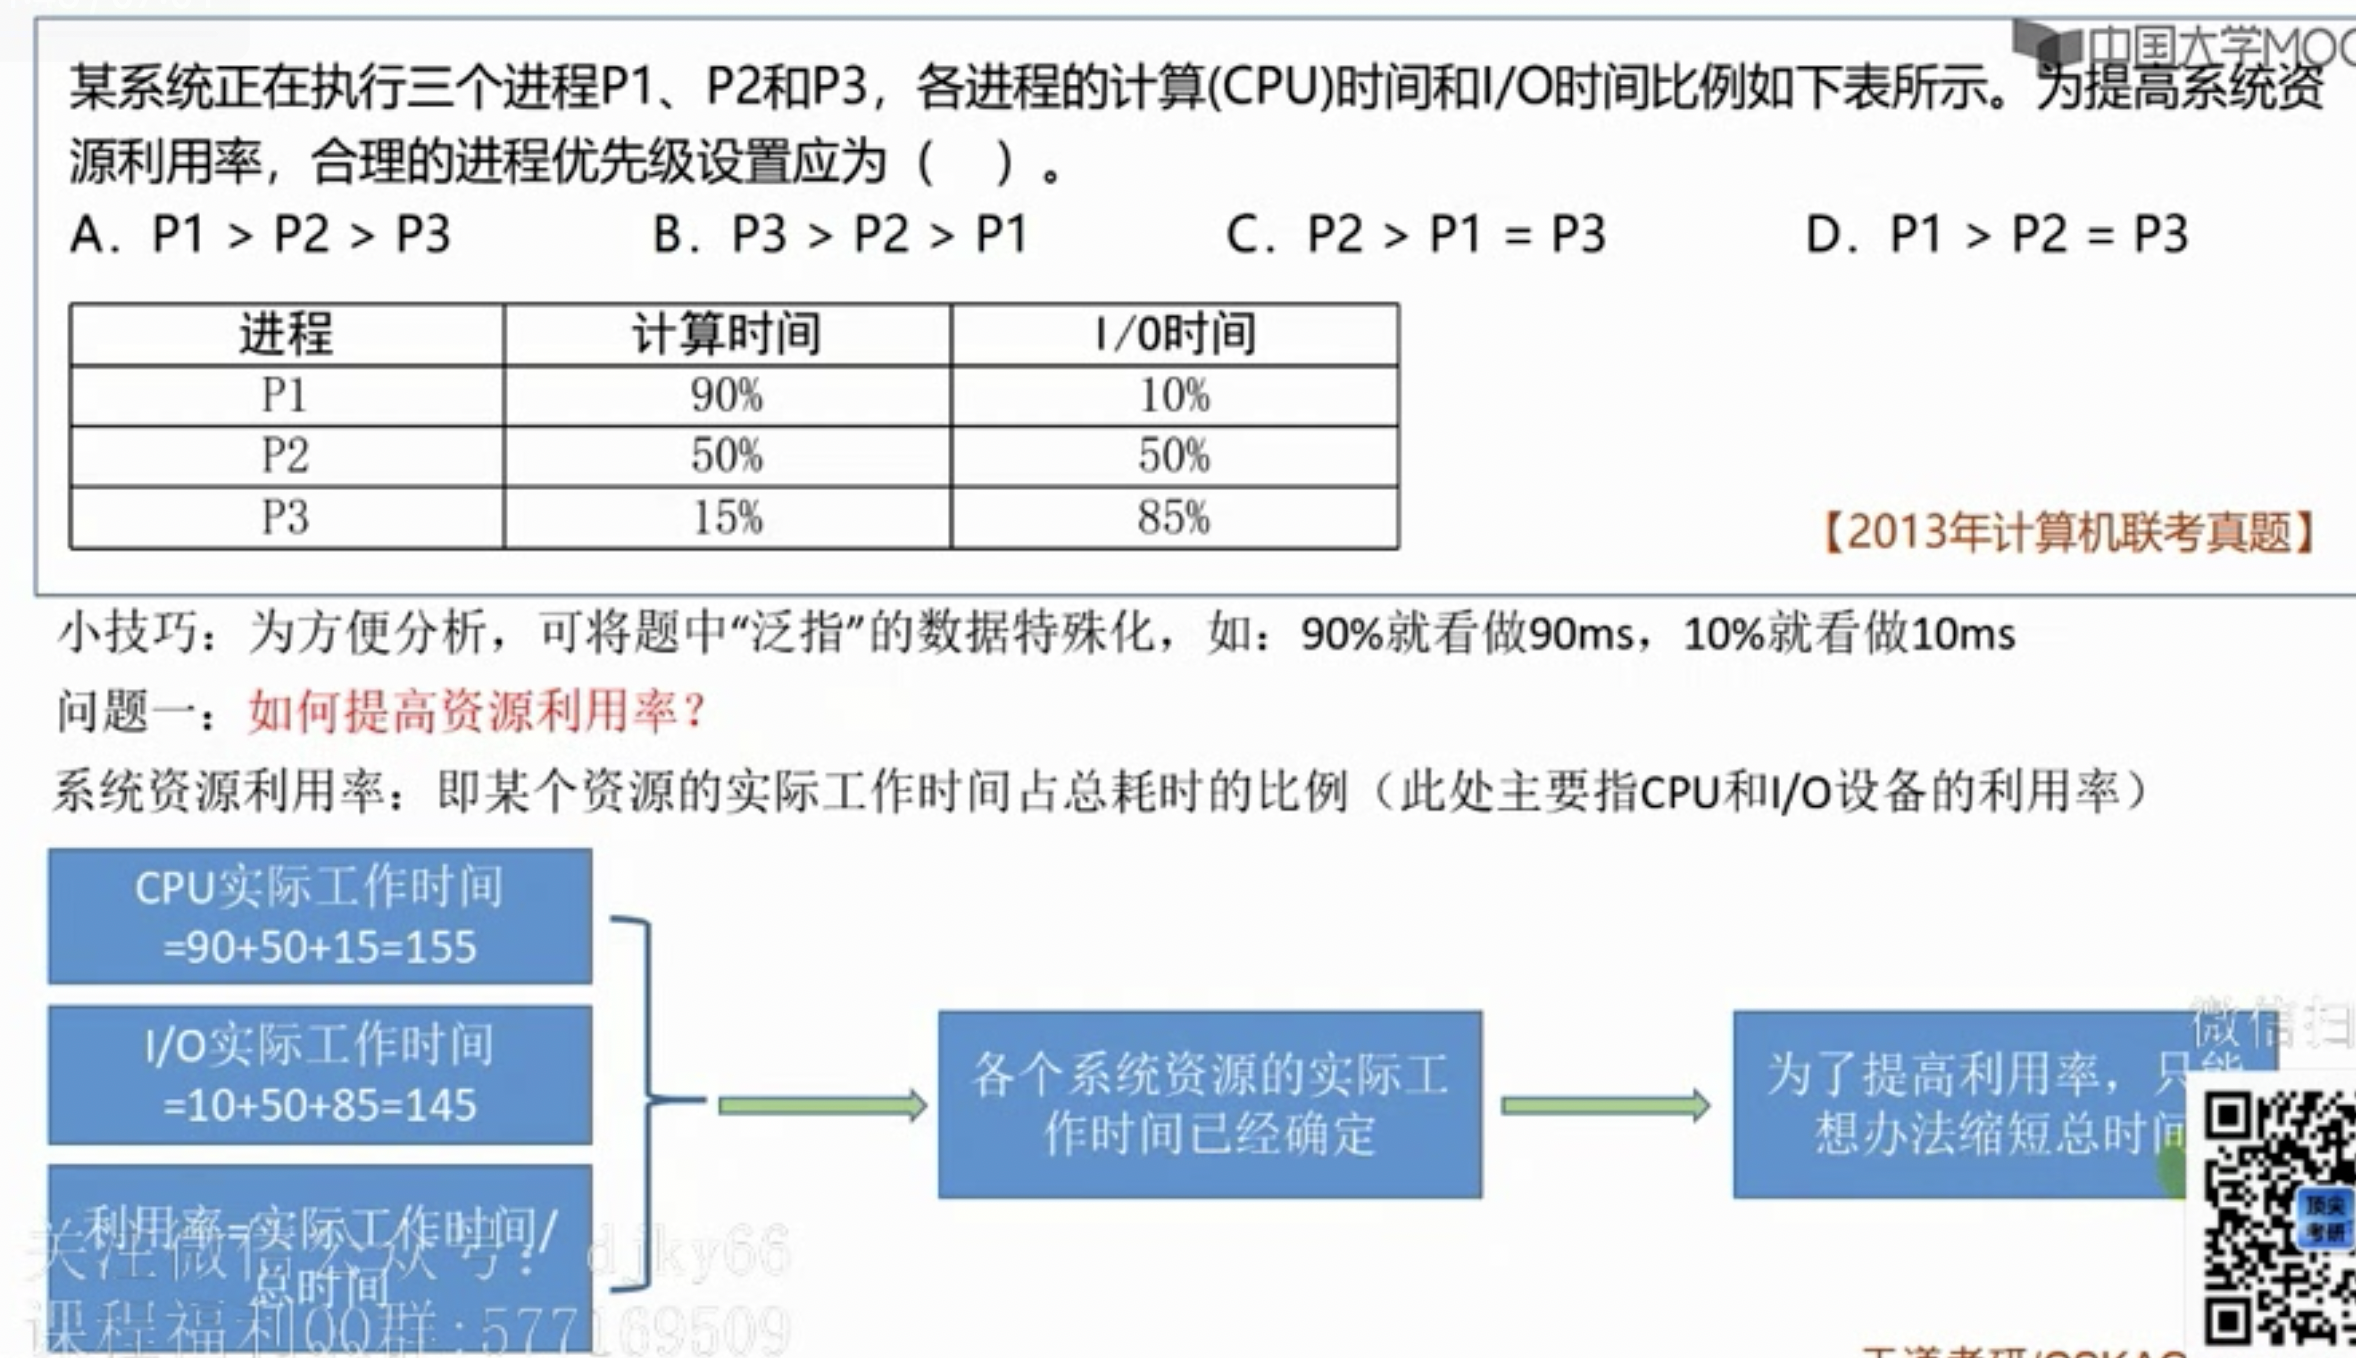 中国大学MOO
某系统正在执行三个进程P1、P2和P3，各进程的计算(CPU)时间和I/O时间比例如下表所示。为提高系统资
源利用率，合理的进程优先级设置应为（ ）。
A. P1 > P2 > P3 B. P3 > P2 > P1 C. P2 > P1 = P3 D. P1 > P2 = P3
进程 计算时间 I/O时间
P1 90% 10%
P2 50% 50%
P3 15% 85%
【2013年计算机联考真题】
小技巧：为方便分析，可将题中“泛指”的数据特殊化，如：90%就看做90ms，10%就看做10ms
问题一：如何提高资源利用率？
系统资源利用率：即某个资源的实际工作时间占总耗时的比例（此处主要指CPU和I/O设备的利用率）
CPU实际工作时间
=90+50+15=155
I/O实际工作时间
=10+50+85=145
利用率=实际工作时间/
总时间
各个系统资源的实际工
作时间已经确定
为了提高利用率，只能
想办法缩短总时间
微信扫
顶尖
考研
关注微信公众号：djky66
课程福利QQ群:577169509